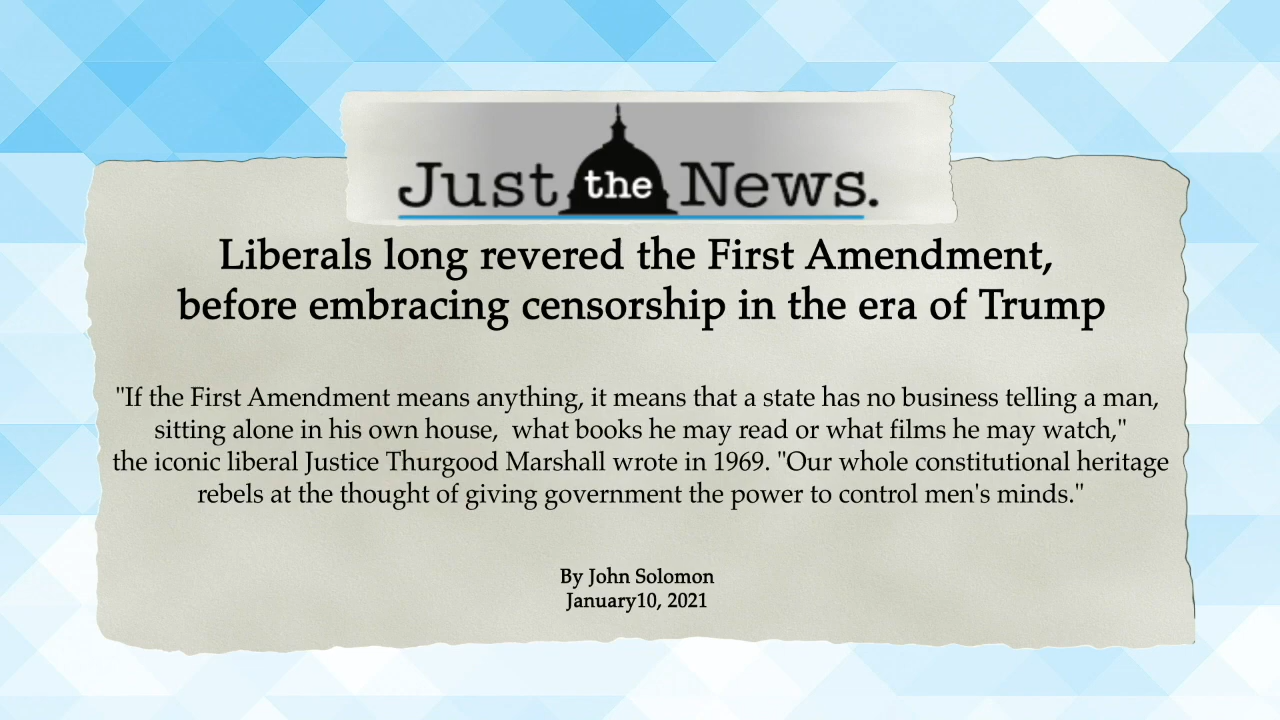 Just the News.
Liberals long revered the First Amendment,
before embracing censorship in the era of Trump
"If the First Amendment means anything, it means that a state has no business telling a man,
sitting alone in his own house,  what books he may read or what films he may watch,"
the iconic liberal Justice Thurgood Marshall wrote in 1969. "Our whole constitutional heritage
rebels at the thought of giving government the power to control men's minds."
By John Solomon
January10, 2021